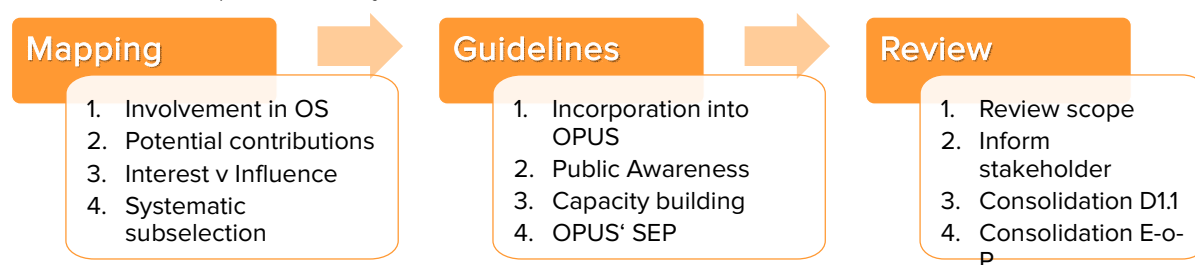 Mapping
1. Involvement in OS
2. Potential contributions
3. Interest v Influence
4. Systematic
subselection
Guidelines
1. Incorporation into
OPUS
2. Public Awareness
3. Capacity building
4. OPUS‘ SEP
Review
1. Review scope
2. Inform
stakeholder
3. Consolidation D1.1
4. Consolidation E-o-
P